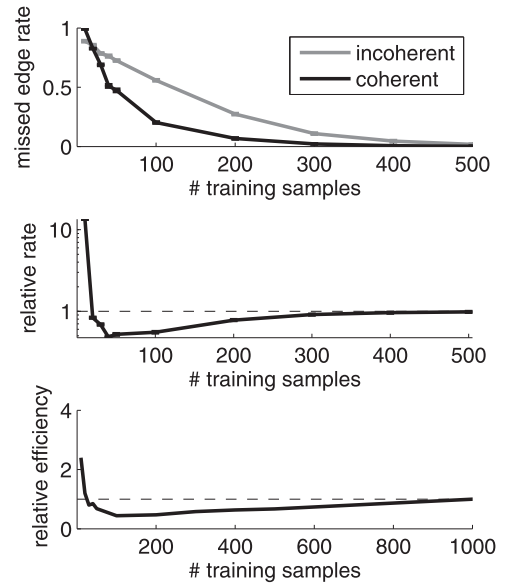 missed edge rate
1
0.5
0
incoherent
coherent
100 200 300 400 500
# training samples
relative rate
10
1
100 200 300 400 500
# training samples
relative efficiency
4
2
0
200 400 600 800 1000
# training samples